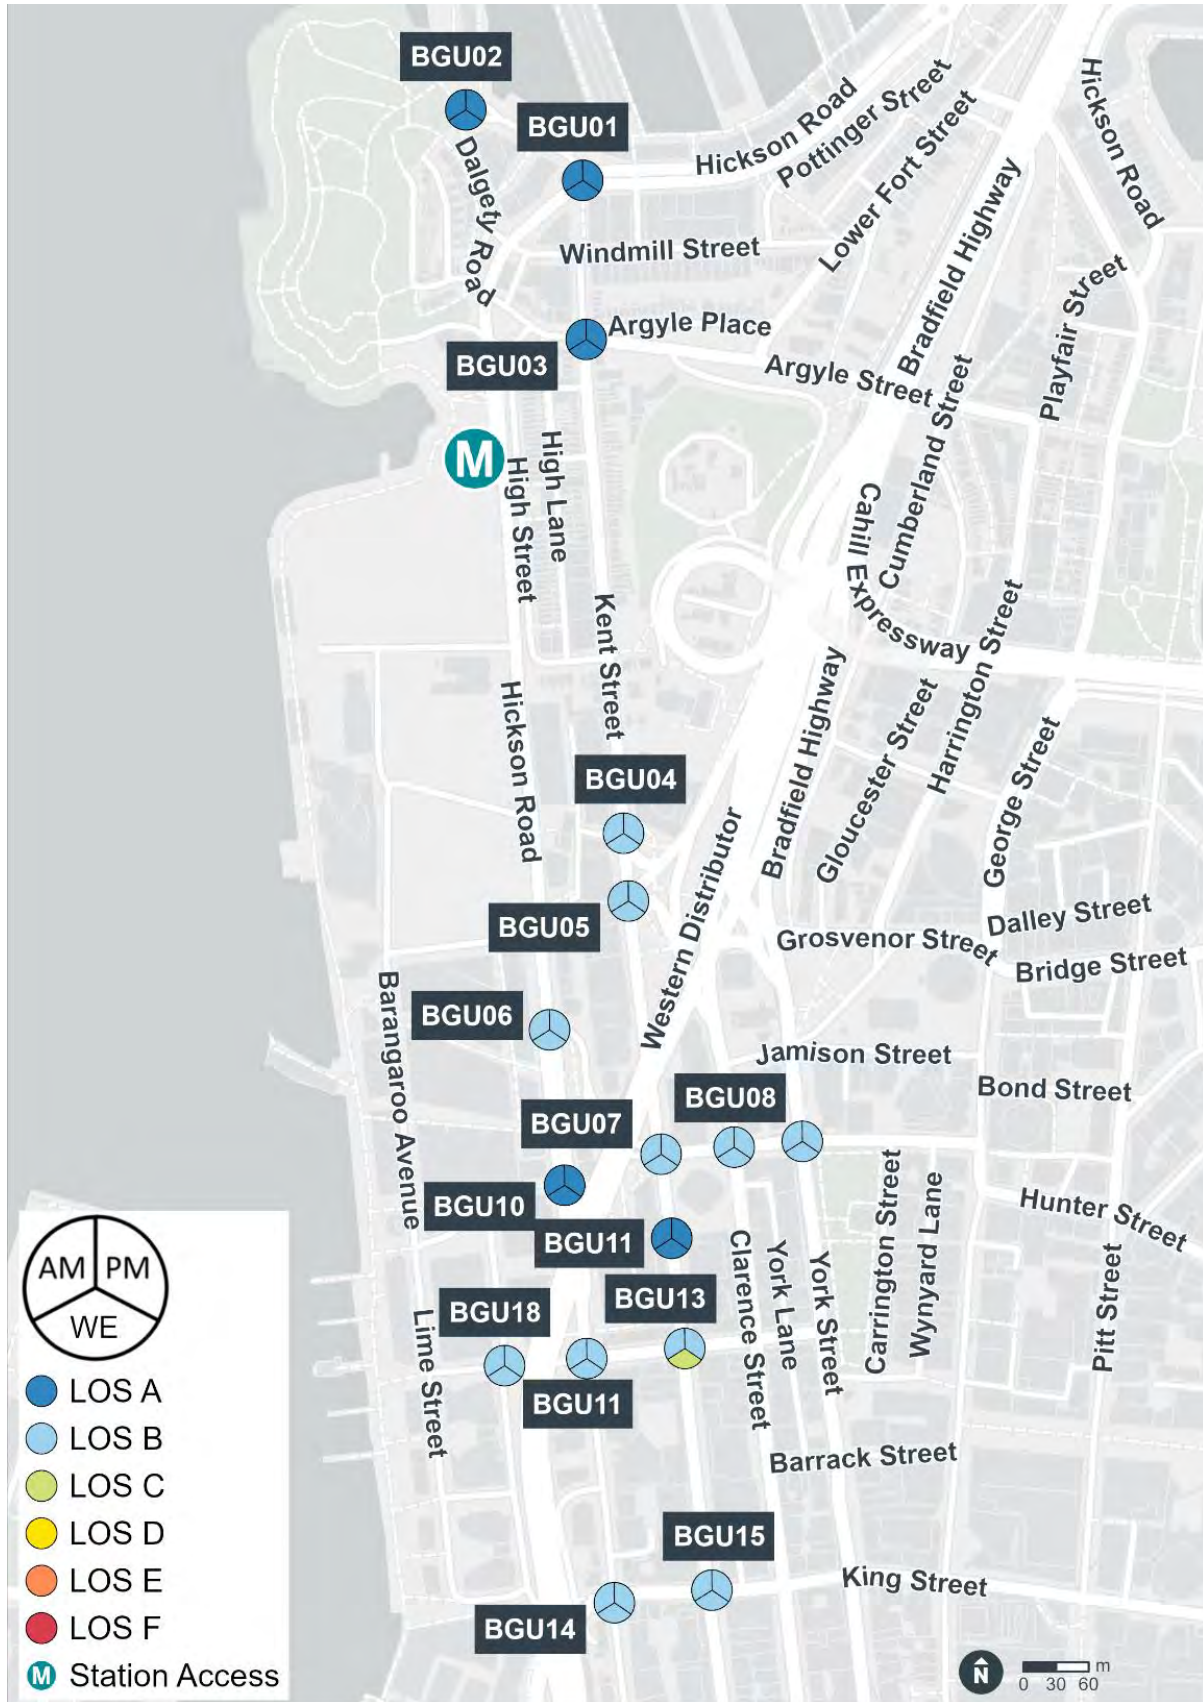 BGU02
BGU01
Hickson Road
Pottinger Street
Hickson Road
Lower Fort Street
Dalgety Road
Windmill Street
Bradfield Highway
Playfair Street
Argyle Place
BGU03
Argyle Street
Cumberland Street
M
High Street
High Lane
Cahill Expressway
Kent Street
Harrington Street
Hickson Road
Bradfield Highway
Gloucester Street
George Street
BGU04
Western Distributor
BGU05
Grosvenor Street
Dalley Street
Bridge Street
Barangaroo Avenue
BGU06
Jamison Street
Bond Street
BGU08
BGU07
BGU10
BGU11
Hunter Street
Carrington Street
Wynyard Lane
Pitt Street
Clarence Street
York Lane
York Street
BGU18
BGU13
Lime Street
BGU11
Barrack Street
BGU15
King Street
BGU14
AM PM
WE
LOS A
LOS B
LOS C
LOS D
LOS E
LOS F
M Station Access
N
m
0 30 60